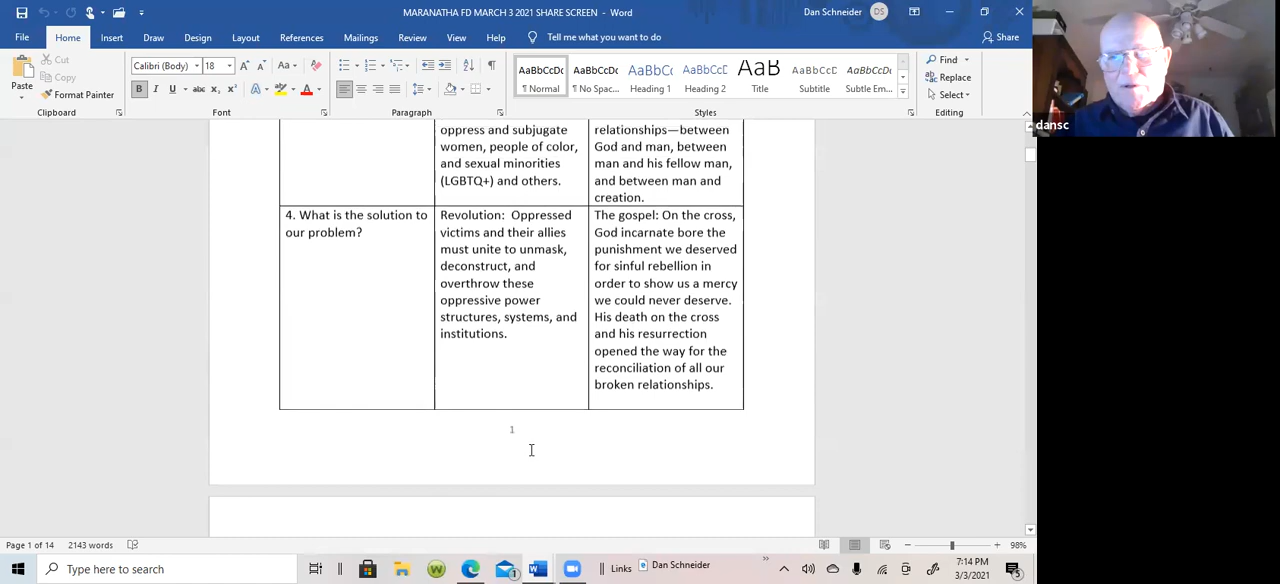 MARANATHA FD MARCH 3 2021 SHARE SCREEN - Word
Dan Schneider DS
File Home Insert Draw Design Layout References Mailings Review View Help Tell me what you want to do Share
Paste
Cut
Copy
Format Painter
Calibri (Body) 18
Aa
B I U abc x₂ x² A A
AaBbCcDc AaBbCcDc AaBbCcC AaBbCcD AaB AaBbCcD AaBbCcDc
¶ Normal ¶ No Spac... Heading 1 Heading 2 Title Subtitle Subtle Em...
Find
Replace
Select
Clipboard Font Paragraph Styles Editing
dansc
oppress and subjugate
women, people of color,
and sexual minorities
(LGBTQ+) and others.
relationships—between
God and man, between
man and his fellow man,
and between man and
creation.
4. What is the solution to
our problem?
Revolution: Oppressed
victims and their allies
must unite to unmask,
deconstruct, and
overthrow these
oppressive power
structures, systems, and
institutions.
The gospel: On the cross,
God incarnate bore the
punishment we deserved
for sinful rebellion in
order to show us a mercy
we could never deserve.
His death on the cross
and his resurrection
opened the way for the
reconciliation of all our
broken relationships.
1
Page 1 of 14 2143 words 98%
Type here to search
Links Dan Schneider
7:14 PM
3/3/2021